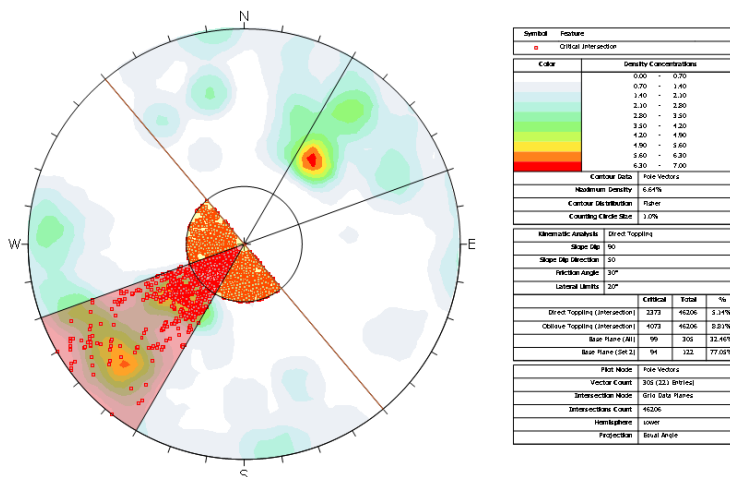 N
W
E
S
Symbol Feature
Critical Intersection
Color Density Concentrations
0.00 - 0.70
0.70 - 1.40
1.40 - 2.10
2.10 - 2.80
2.80 - 3.50
3.50 - 4.20
4.20 - 4.90
4.90 - 5.60
5.60 - 6.30
6.30 - 7.00
Contour Data Pole Vectors
Maximum Density 6.64%
Contour Distribution Fisher
Counting Circle Size 1.0%
Kinematic Analysis Direct Toppling
Slope Dip 90
Slope Dip Direction 50
Friction Angle 30°
Lateral Limits 20°
Critical Total %
Direct Toppling (Intersection) 2373 46206 5.14%
Oblique Toppling (Intersection) 4073 46206 8.81%
Base Plane (All) 99 305 32.46%
Base Plane (Set 2) 94 122 77.05%
Plot Mode Pole Vectors
Vector Count 305 (221 Entries)
Intersection Mode Grid Data Planes
Intersections Count 46206
Hemisphere Lower
Projection Equal Angle